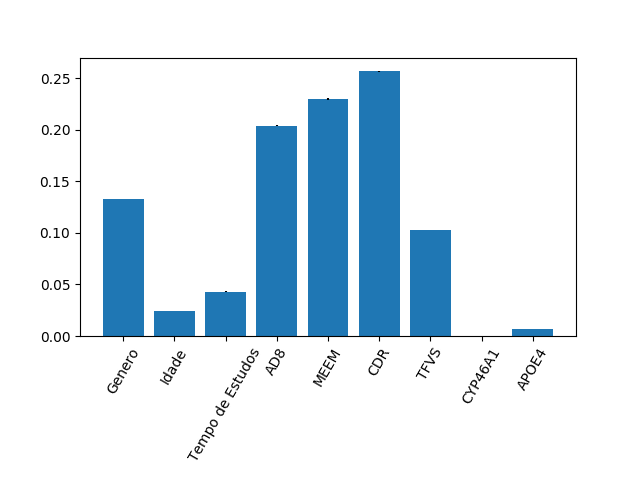 0.25
0.20
0.15
0.10
0.05
0.00
Genero
Idade
Tempo de Estudos
AD8
MEEM
CDR
TFVS
CYP46A1
APOE4